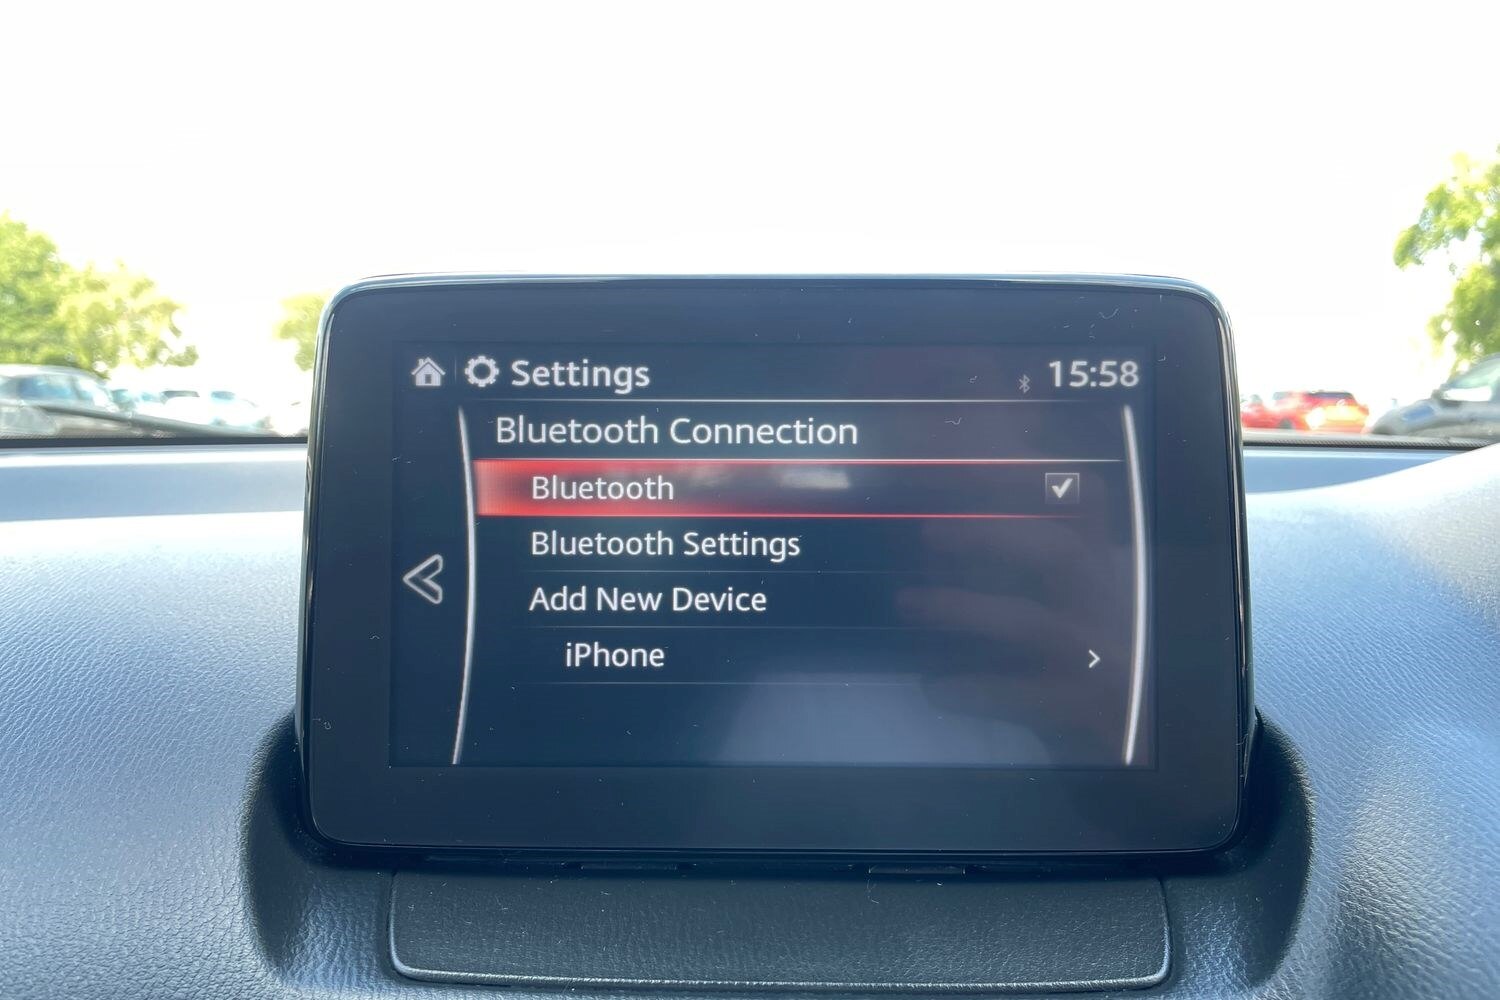 Settings
15:58
Bluetooth Connection
Bluetooth
Bluetooth Settings
Add New Device
iPhone